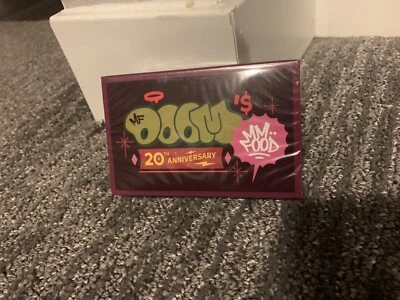 MF DOOM '$
MM..
FOOD
20TH ANNIVERSARY